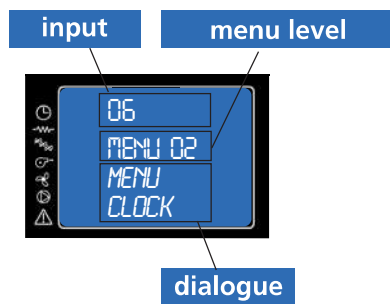 input
menu level
06
MENU 02
MENU
CLOCK
dialogue